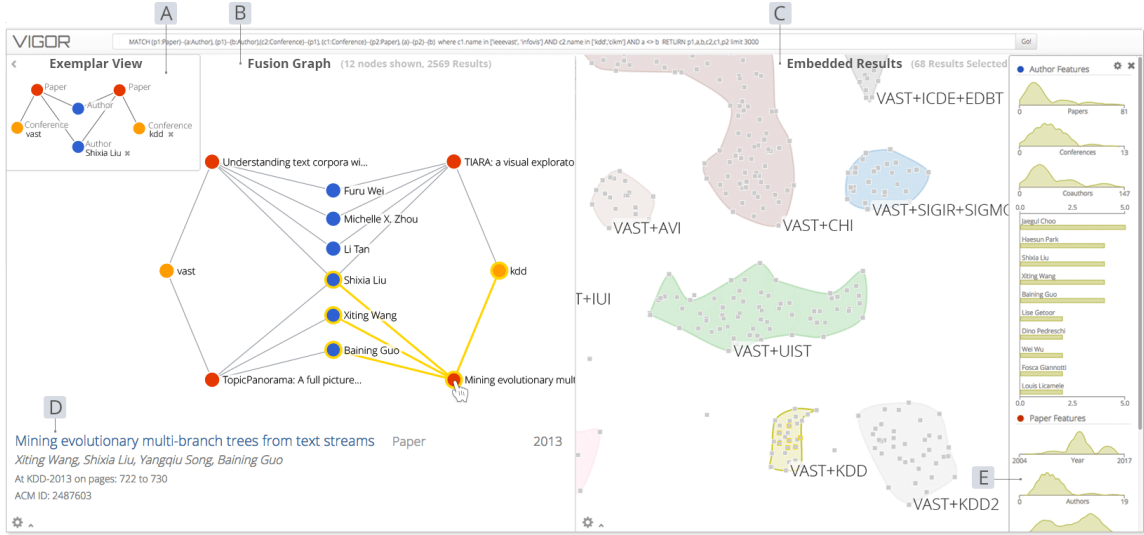 A
B
C
VIGOR
MATCH (p1:Paper)--(a:Author), (p1)--(b:Author),(c2:Conference)--(p1), (c1:Conference)--(p2:Paper), (a)--(p2)--(b) where c1.name in ['ieeevast', 'infovis'] AND c2.name in ['kdd','cikm'] AND a <> b RETURN p1,a,b,c2,c1,p2 limit 3000
Go!
Exemplar View
Fusion Graph (12 nodes shown, 2569 Results)
Embedded Results (68 Results Selected
Paper
Paper
Author
Conference
vast
Conference
kdd
Author
Shixia Liu
Understanding text corpora wi...
TIARA: a visual explorato
Furu Wei
Michelle X. Zhou
Li Tan
vast
Shixia Liu
kdd
Xiting Wang
Baining Guo
TopicPanorama: A full picture...
Mining evolutionary mult
D
Mining evolutionary multi-branch trees from text streams Paper 2013
Xiting Wang, Shixia Liu, Yangqiu Song, Baining Guo
At KDD-2013 on pages: 722 to 730
ACM ID: 2487603
VAST+ICDE+EDBT
VAST+SIGIR+SIGMO
VAST+AVI
VAST+CHI
T+IUI
VAST+UIST
VAST+KDD
VAST+KDD2
Author Features
0 Papers 81
0 Conferences 13
0 Coauthors 147
0.0 2.5 5.0
Jaegul Choo
Haesun Park
Shixia Liu
Xiting Wang
Baining Guo
Lise Getoor
Dino Pedreschi
Wei Wu
Fosca Giannotti
Louis Licamele
0.0 2.5 5.0
Paper Features
2004 Year 2017
E
0 Authors 19